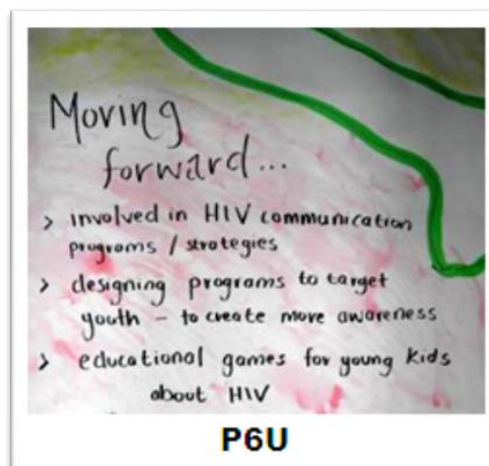 Moving
forward...
> involved in HIV communication
programs / strategies
> designing programs to target
youth – to create more awareness
> educational games for young kids
about HIV
P6U